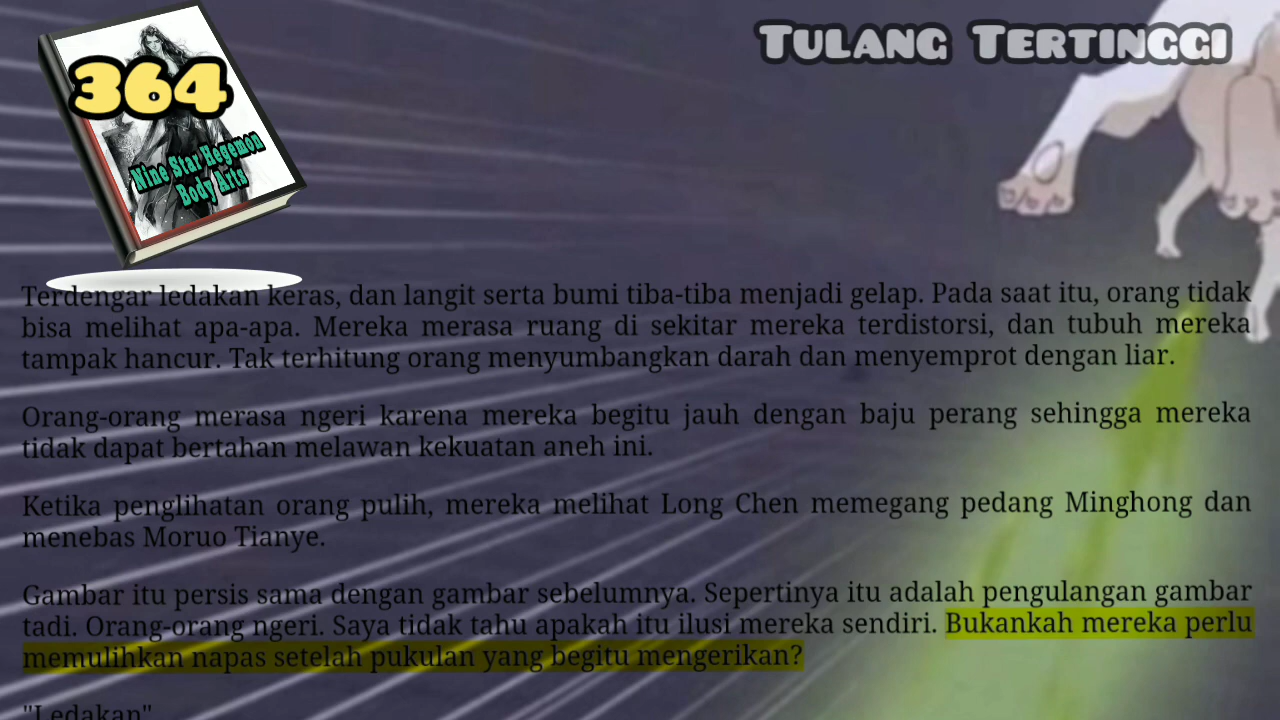 364
Tulang Tertinggi
Nine Star Hegemon
Body Arts
Terdengar ledakan keras, dan langit serta bumi tiba-tiba menjadi gelap. Pada saat itu, orang tidak
bisa melihat apa-apa. Mereka merasa ruang di sekitar mereka terdistorsi, dan tubuh mereka
tampak hancur. Tak terhitung orang menyumbangkan darah dan menyemprot dengan liar.
Orang-orang merasa ngeri karena mereka begitu jauh dengan baju perang sehingga mereka
tidak dapat bertahan melawan kekuatan aneh ini.
Ketika penglihatan orang pulih, mereka melihat Long Chen memegang pedang Minghong dan
menebas Moruo Tianye.
Gambar itu persis sama dengan gambar sebelumnya. Sepertinya itu adalah pengulangan gambar
tadi. Orang-orang ngeri. Saya tidak tahu apakah itu ilusi mereka sendiri. Bukankah mereka perlu
memulihkan napas setelah pukulan yang begitu mengerikan?
"Ledakan"